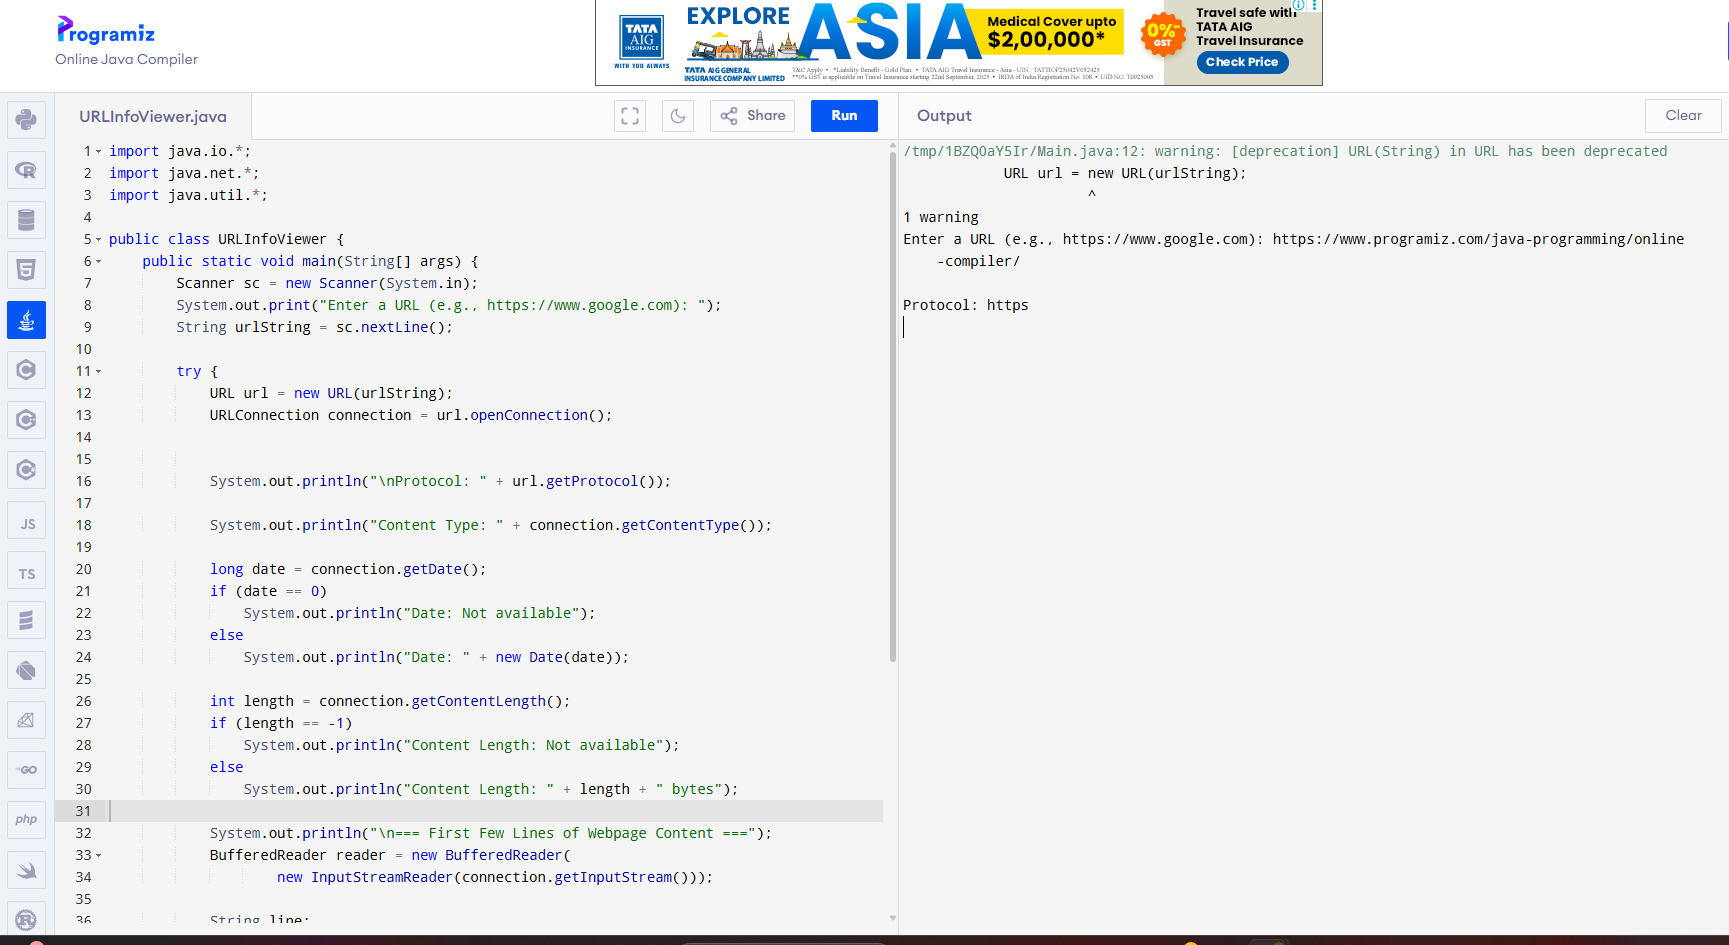 Programiz
Online Java Compiler
TATA
AIG
INSURANCE
WITH YOU ALWAYS
EXPLORE
ASIA
TATA AIG GENERAL
INSURANCE COMPANY LIMITED
Medical Cover upto
$2,00,000*
T&C Apply • *Liability Benefit - Gold Plan • TATA AIG Travel Insurance - Asia - UIN : TATTIOP25042V052425
**0% GST is applicable on Travel Insurance starting 22nd September, 2025 • IRDA of India Registration No: 108 • UID NO. T0925003
0%*
GST
Travel safe with
TATA AIG
Travel Insurance
Check Price
URLInfoViewer.java
Share
Run
Output
Clear
R
JS
TS
GO
php
1 import java.io.*;
2 import java.net.*;
3 import java.util.*;
4
5 public class URLInfoViewer {
6 public static void main(String[] args) {
7 Scanner sc = new Scanner(System.in);
8 System.out.print("Enter a URL (e.g., https://www.google.com): ");
9 String urlString = sc.nextLine();
10
11 try {
12 URL url = new URL(urlString);
13 URLConnection connection = url.openConnection();
14
15
16 System.out.println("\nProtocol: " + url.getProtocol());
17
18 System.out.println("Content Type: " + connection.getContentType());
19
20 long date = connection.getDate();
21 if (date == 0)
22 System.out.println("Date: Not available");
23 else
24 System.out.println("Date: " + new Date(date));
25
26 int length = connection.getContentLength();
27 if (length == -1)
28 System.out.println("Content Length: Not available");
29 else
30 System.out.println("Content Length: " + length + " bytes");
31
32 System.out.println("\n=== First Few Lines of Webpage Content ===");
33 BufferedReader reader = new BufferedReader(
34 new InputStreamReader(connection.getInputStream()));
35
36 String line;
/tmp/1BZQOaY5Ir/Main.java:12: warning: [deprecation] URL(String) in URL has been deprecated
URL url = new URL(urlString);
^
1 warning
Enter a URL (e.g., https://www.google.com): https://www.programiz.com/java-programming/online
-compiler/
Protocol: https